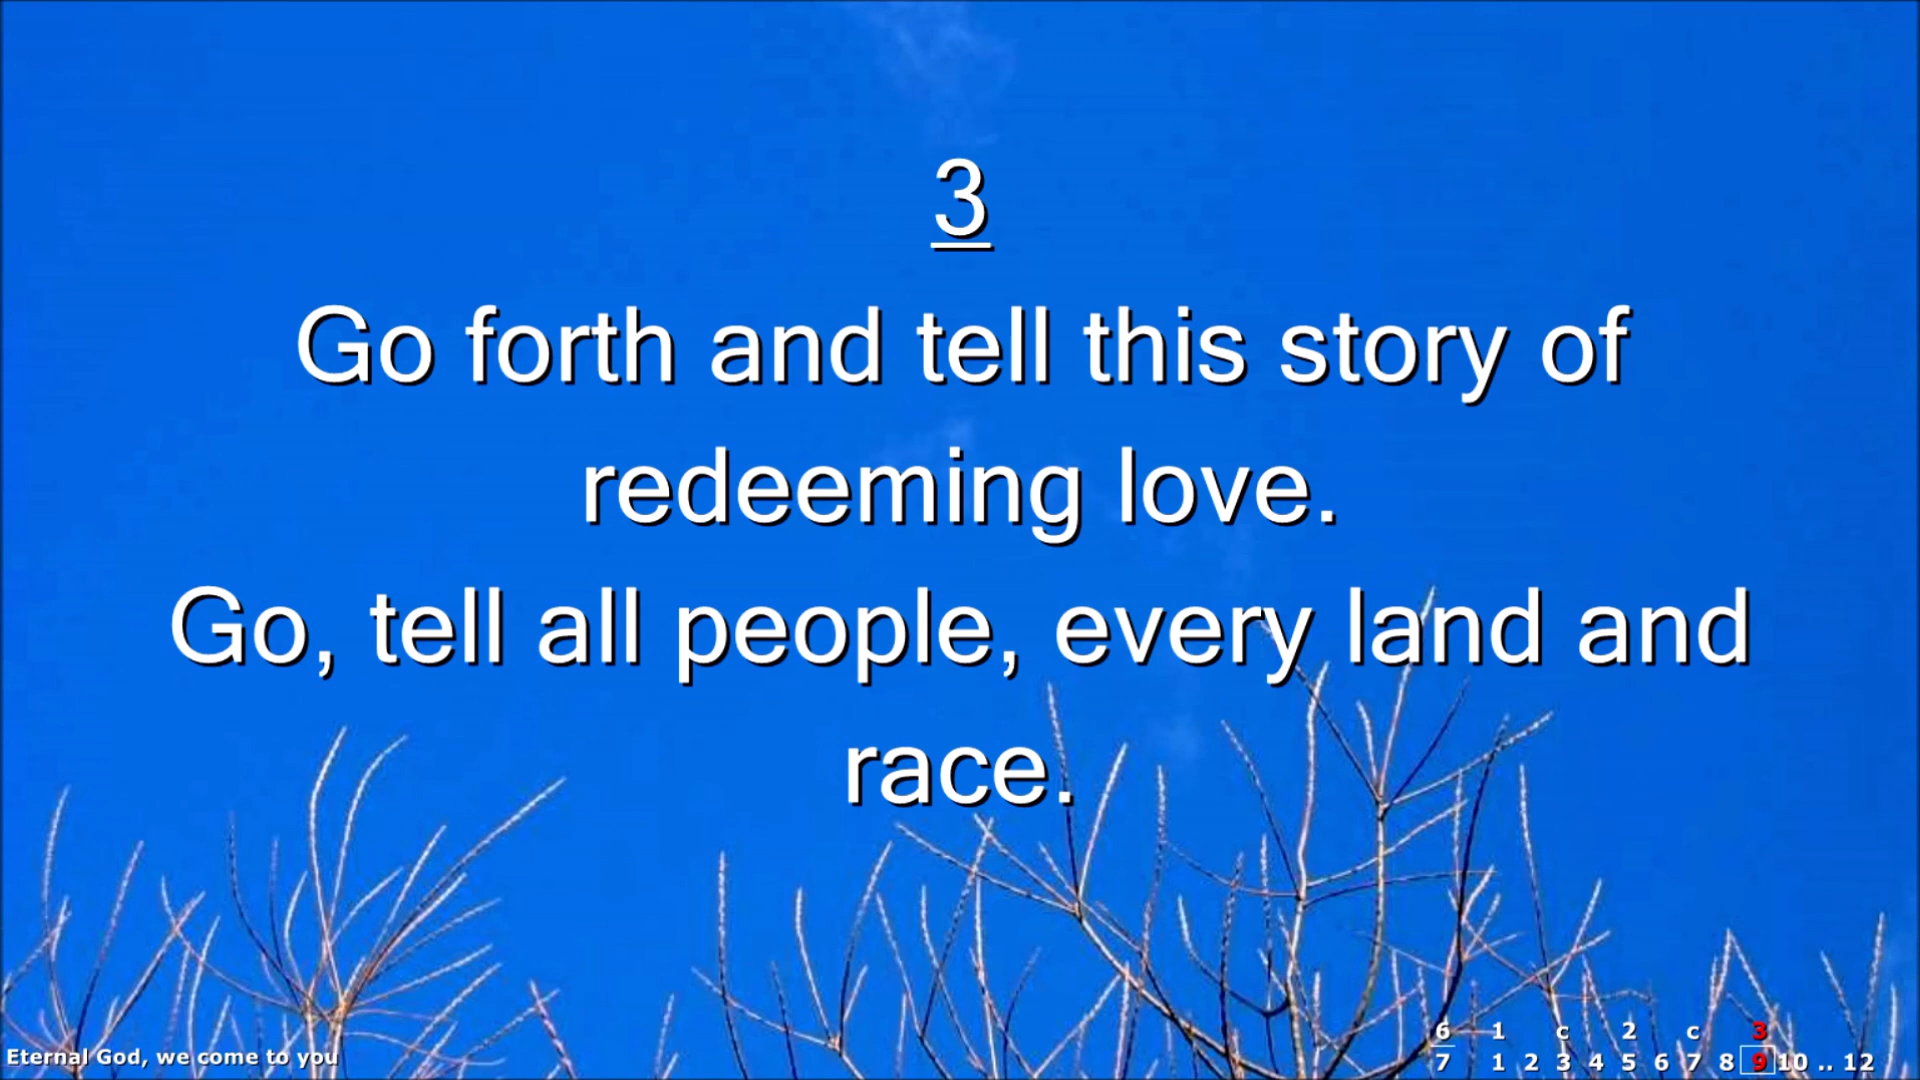 3
Go forth and tell this story of
redeeming love.
Go, tell all people, every land and
race.
6 1 c 2 c 3
Eternal God, we come to you
7 1 2 3 4 5 6 7 8 9 10 .. 12